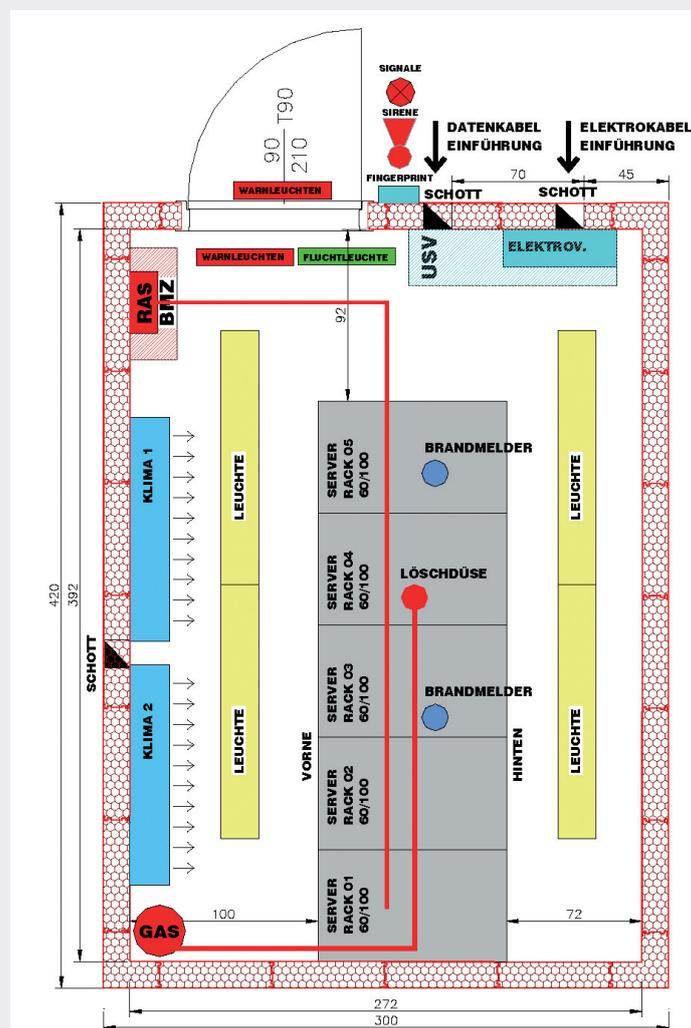 SIGNALE
SIRENE
90
210
T90
DATENKABEL
EINFÜHRUNG
ELEKTROKABEL
EINFÜHRUNG
FINGERPRINT
70
45
WARNLEUCHTEN
SCHOTT
SCHOTT
WARNLEUCHTEN
FLUCHTLEUCHTE
USV
ELEKTROV.
RAS
BMZ
92
KLIMA 1
LEUCHTE
SERVER
RACK 05
60/100
BRANDMELDER
LEUCHTE
SERVER
RACK 04
60/100
LÖSCHDÜSE
420
392
SCHOTT
KLIMA 2
LEUCHTE
VORNE
SERVER
RACK 03
60/100
BRANDMELDER
HINTEN
LEUCHTE
SERVER
RACK 02
60/100
SERVER
RACK 01
60/100
GAS
100
72
272
300